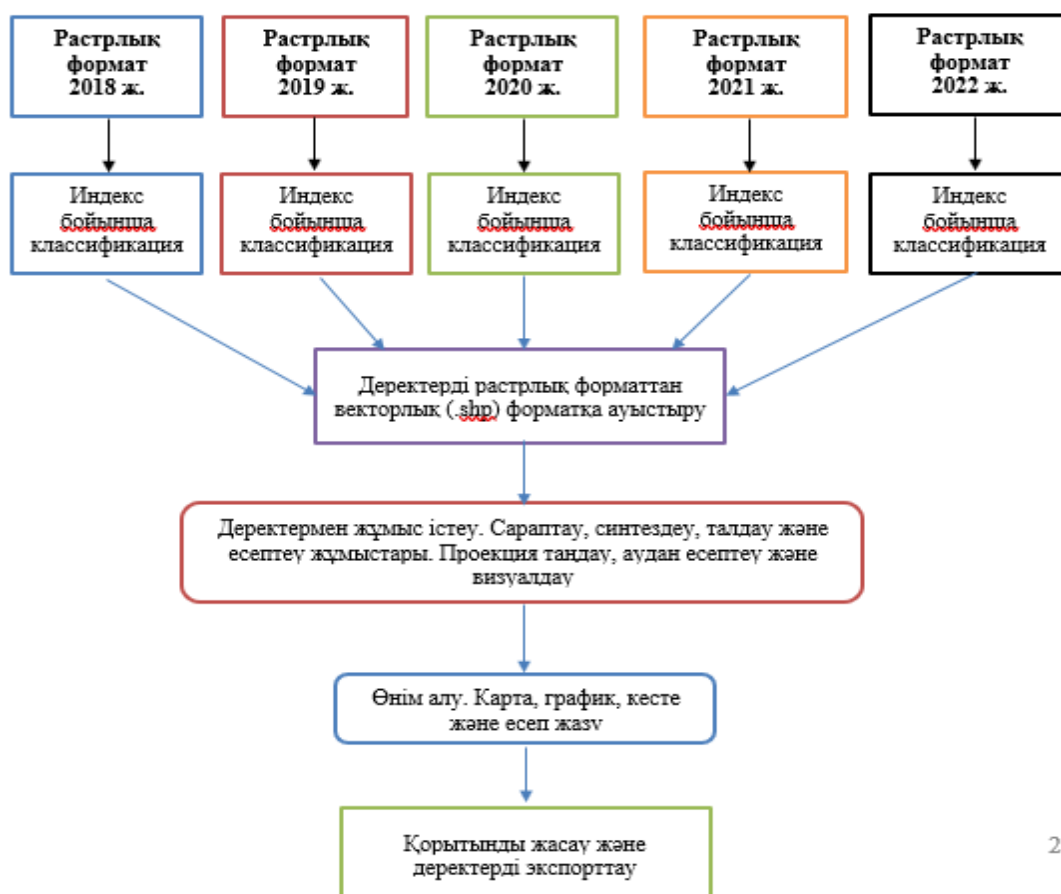 Растрлық
формат
2018 ж.
Растрлық
формат
2019 ж.
Растрлық
формат
2020 ж.
Растрлық
формат
2021 ж.
Растрлық
формат
2022 ж.
Индекс
бойынша
классификация
Индекс
бойынша
классификация
Индекс
бойынша
классификация
Индекс
бойынша
классификация
Индекс
бойынша
классификация
Деректерді растрлық форматтан
векторлық (.shp) форматқа ауыстыру
Деректермен жұмыс істеу. Сараптау, синтездеу, талдау және
есептеу жұмыстары. Проекция таңдау, аудан есептеу және
визуалдау
Өнім алу. Карта, график, кесте
және есеп жазу
Қорытынды жасау және
деректерді экспорттау
2